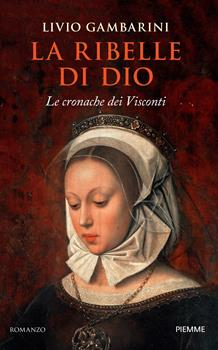 LIVIO GAMBARINI
LA RIBELLE
DI DIO
Le cronache dei Visconti
ROMANZO
PIEMME